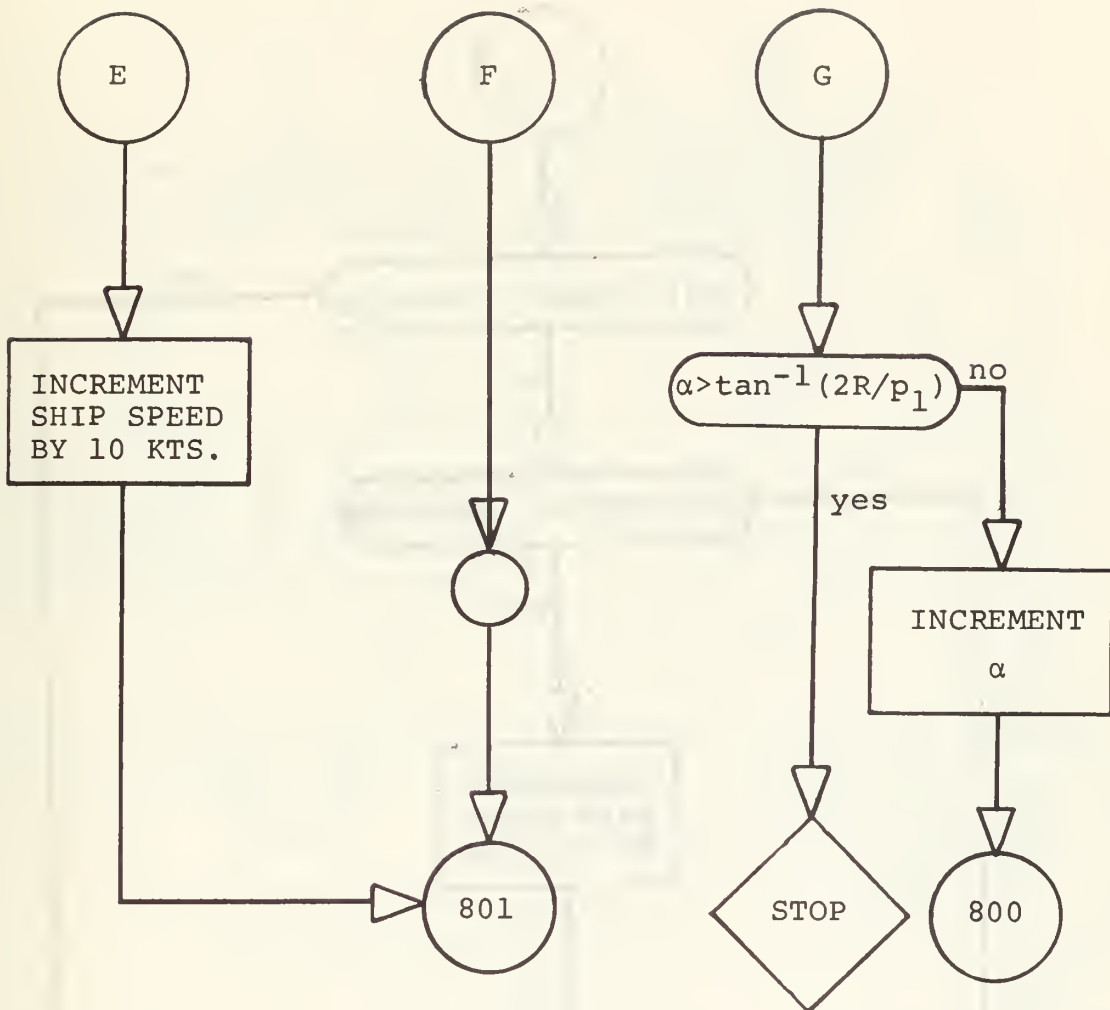 E
F
G
INCREMENT
SHIP SPEED
BY 10 KTS.
α>tan⁻¹(2R/p₁)
no
yes
INCREMENT
α
801
STOP
800